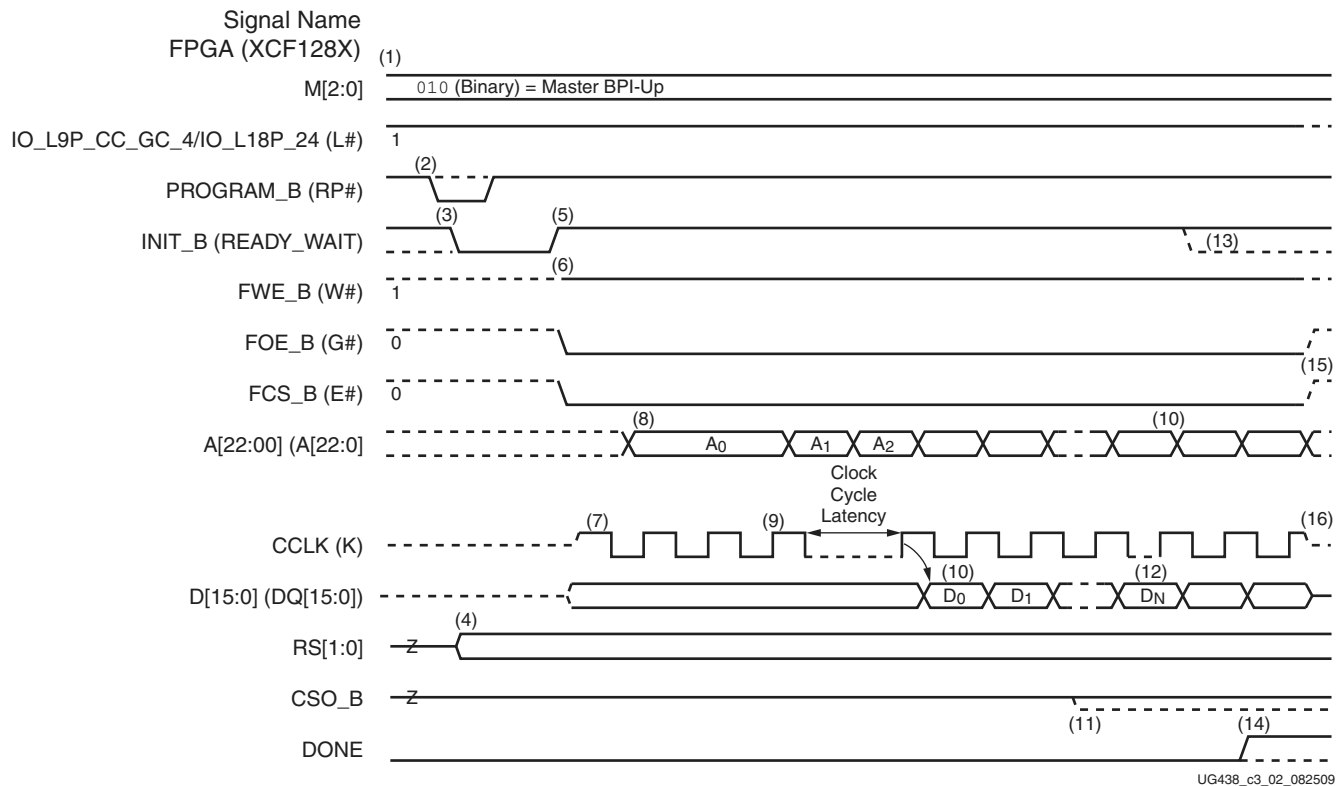 Signal Name
FPGA (XCF128X)
(1)
M[2:0] 010 (Binary) = Master BPI-Up
IO_L9P_CC_GC_4/IO_L18P_24 (L#) 1
(2)
PROGRAM_B (RP#)
(3) (5)
INIT_B (READY_WAIT) (13)
(6)
FWE_B (W#) 1
FOE_B (G#) 0
(15)
FCS_B (E#) 0
(8) (10)
A[22:00] (A[22:0] A0 A1 A2
Clock
Cycle
Latency
(7) (9) (16)
CCLK (K)
(10) (12)
D[15:0] (DQ[15:0]) D0 D1 DN
(4)
RS[1:0] Z
CSO_B Z
(11) (14)
DONE
UG438_c3_02_082509